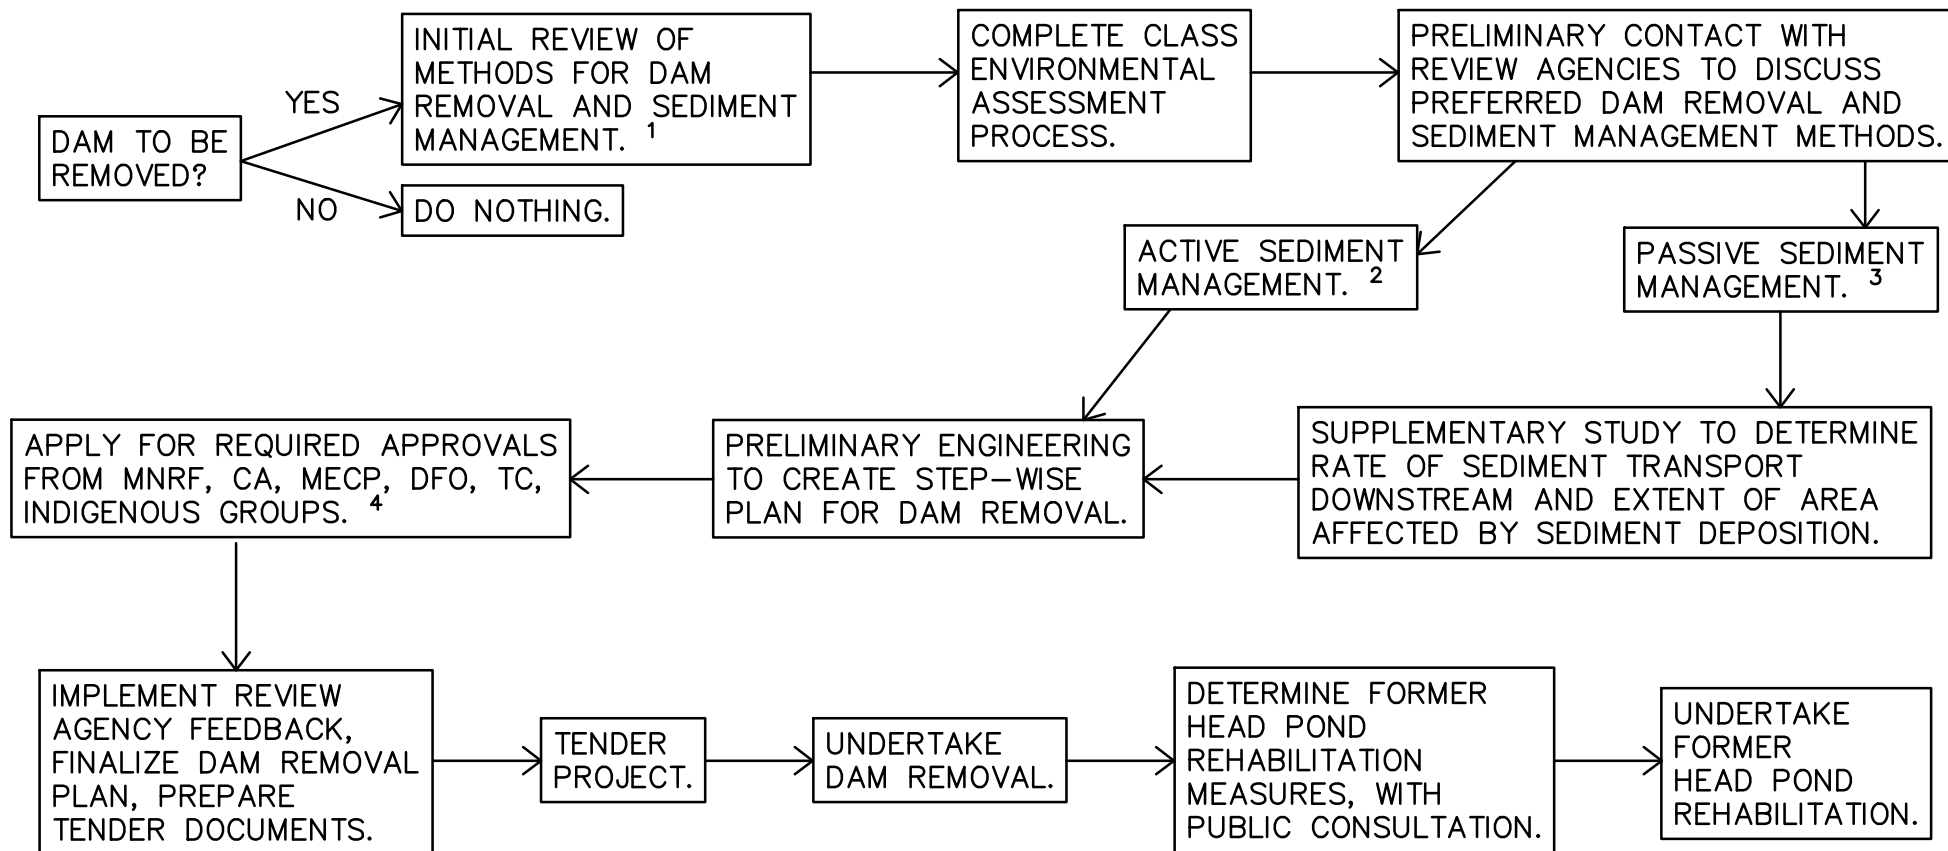 DAM TO BE
REMOVED?
YES
NO
INITIAL REVIEW OF
METHODS FOR DAM
REMOVAL AND SEDIMENT
MANAGEMENT. 1
DO NOTHING.
COMPLETE CLASS
ENVIRONMENTAL
ASSESSMENT
PROCESS.
PRELIMINARY CONTACT WITH
REVIEW AGENCIES TO DISCUSS
PREFERRED DAM REMOVAL AND
SEDIMENT MANAGEMENT METHODS.
ACTIVE SEDIMENT
MANAGEMENT. 2
PASSIVE SEDIMENT
MANAGEMENT. 3
SUPPLEMENTARY STUDY TO DETERMINE
RATE OF SEDIMENT TRANSPORT
DOWNSTREAM AND EXTENT OF AREA
AFFECTED BY SEDIMENT DEPOSITION.
PRELIMINARY ENGINEERING
TO CREATE STEP-WISE
PLAN FOR DAM REMOVAL.
APPLY FOR REQUIRED APPROVALS
FROM MNRF, CA, MECP, DFO, TC,
INDIGENOUS GROUPS. 4
IMPLEMENT REVIEW
AGENCY FEEDBACK,
FINALIZE DAM REMOVAL
PLAN, PREPARE
TENDER DOCUMENTS.
TENDER
PROJECT.
UNDERTAKE
DAM REMOVAL.
DETERMINE FORMER
HEAD POND
REHABILITATION
MEASURES, WITH
PUBLIC CONSULTATION.
UNDERTAKE
FORMER
HEAD POND
REHABILITATION.